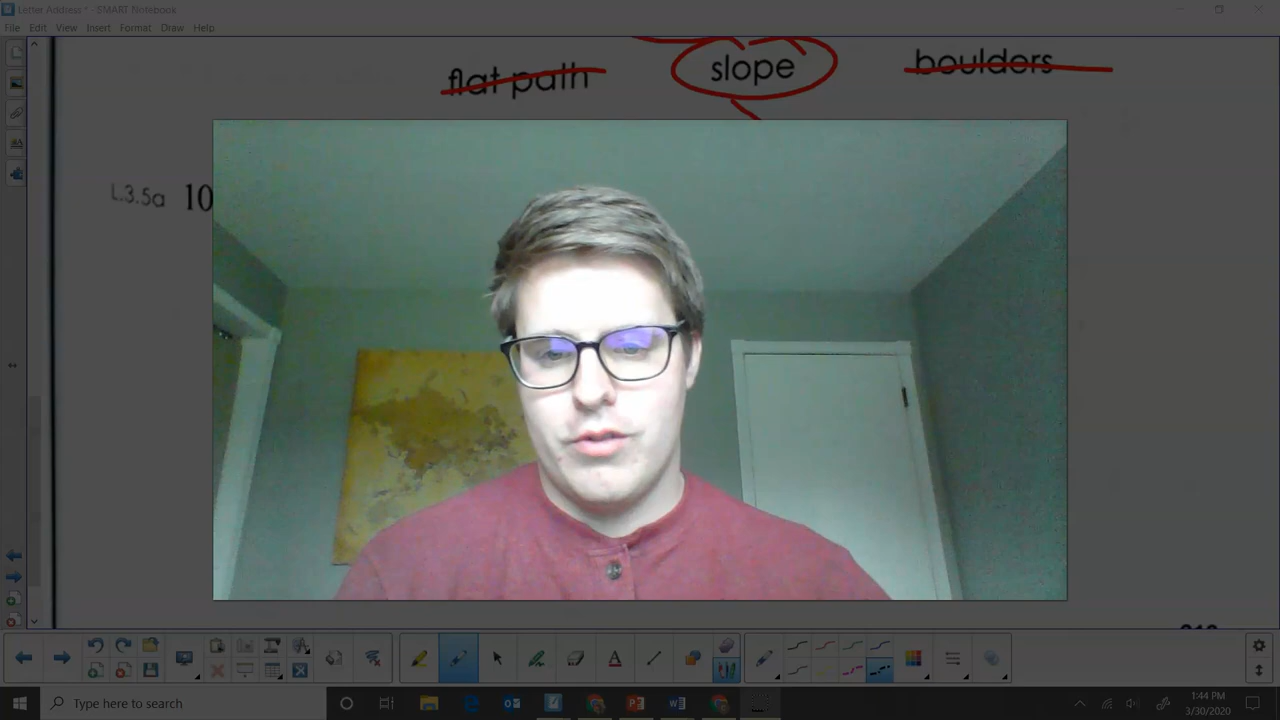 Letter Address * - SMART Notebook
File Edit View Insert Format Draw Help
flat path slope boulders
L.3.5a 10
Type here to search
1:44 PM
3/30/2020